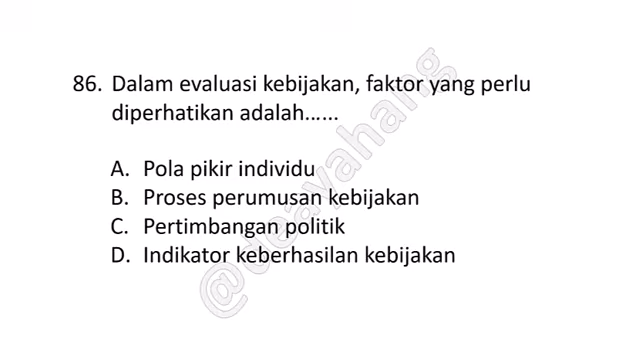 86. Dalam evaluasi kebijakan, faktor yang perlu
diperhatikan adalah......
A. Pola pikir individu
B. Proses perumusan kebijakan
C. Pertimbangan politik
D. Indikator keberhasilan kebijakan
@deayahang